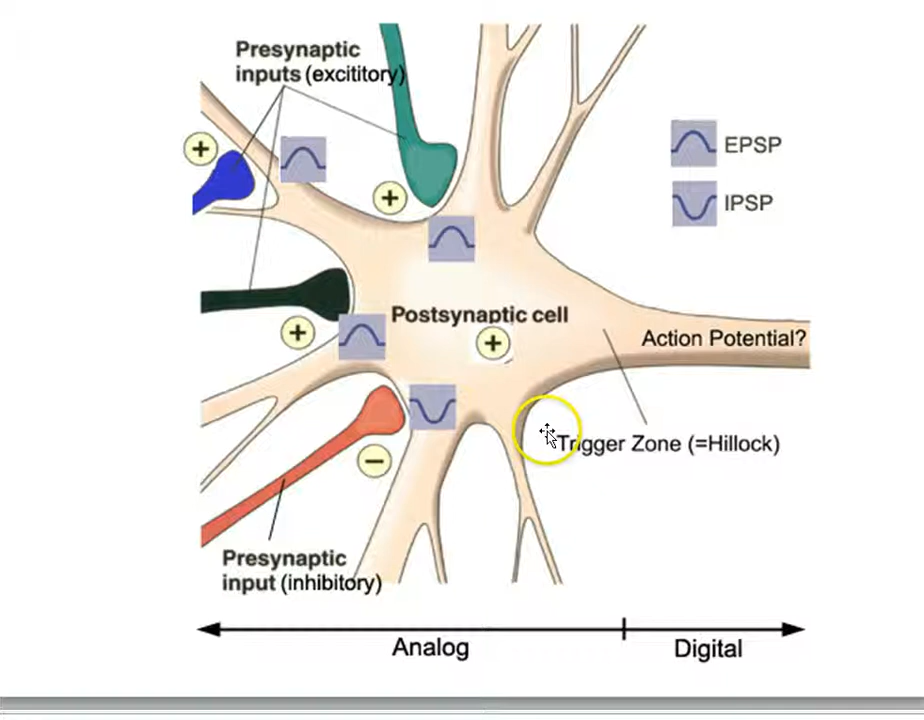 Presynaptic
inputs (excititory)
+
+
EPSP
IPSP
Postsynaptic cell
+
+
Action Potential?
Trigger Zone (=Hillock)
−
Presynaptic
input (inhibitory)
Analog
Digital